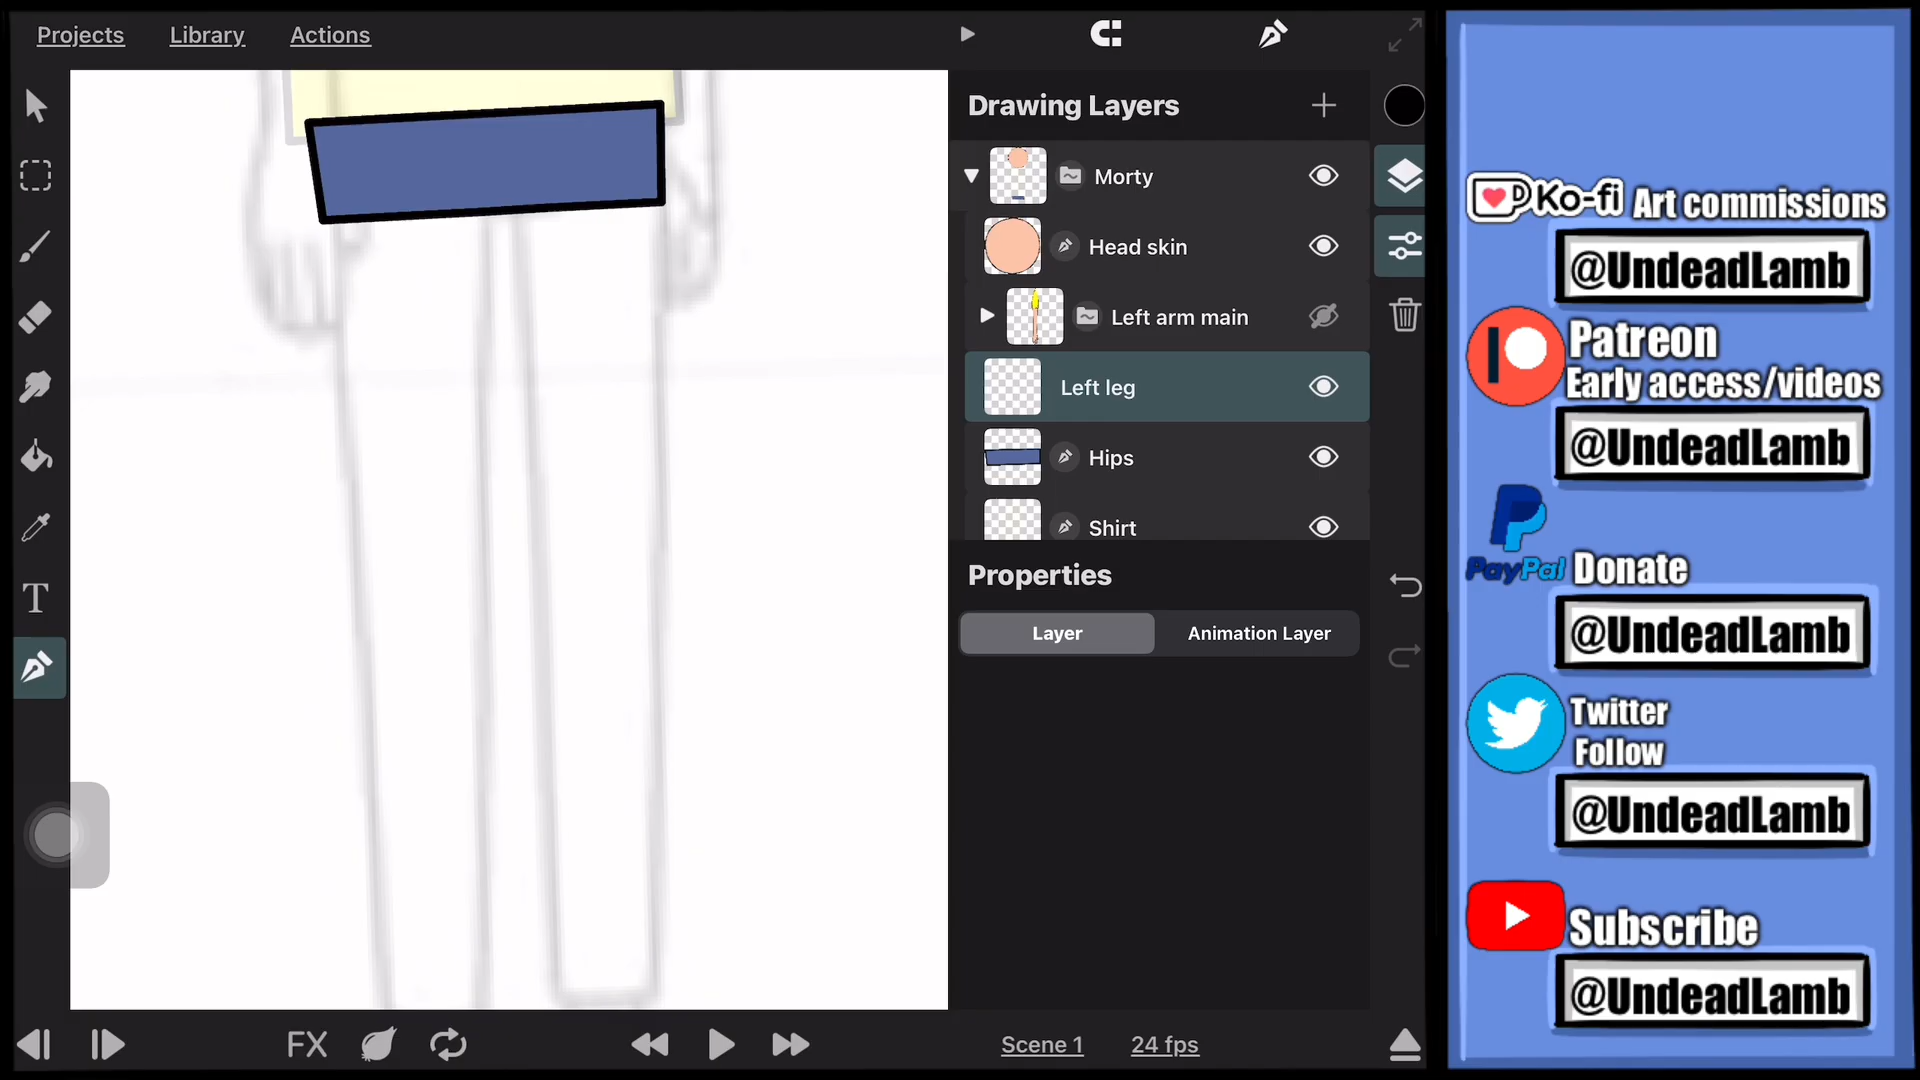 Projects Library Actions
Drawing Layers
Morty
Head skin
Left arm main
Left leg
Hips
Shirt
Properties
Layer Animation Layer
T
FX
Scene 1 24 fps
Ko-fi Art commissions
@UndeadLamb
Patreon
Early access/videos
@UndeadLamb
PayPal Donate
@UndeadLamb
Twitter
Follow
@UndeadLamb
Subscribe
@UndeadLamb